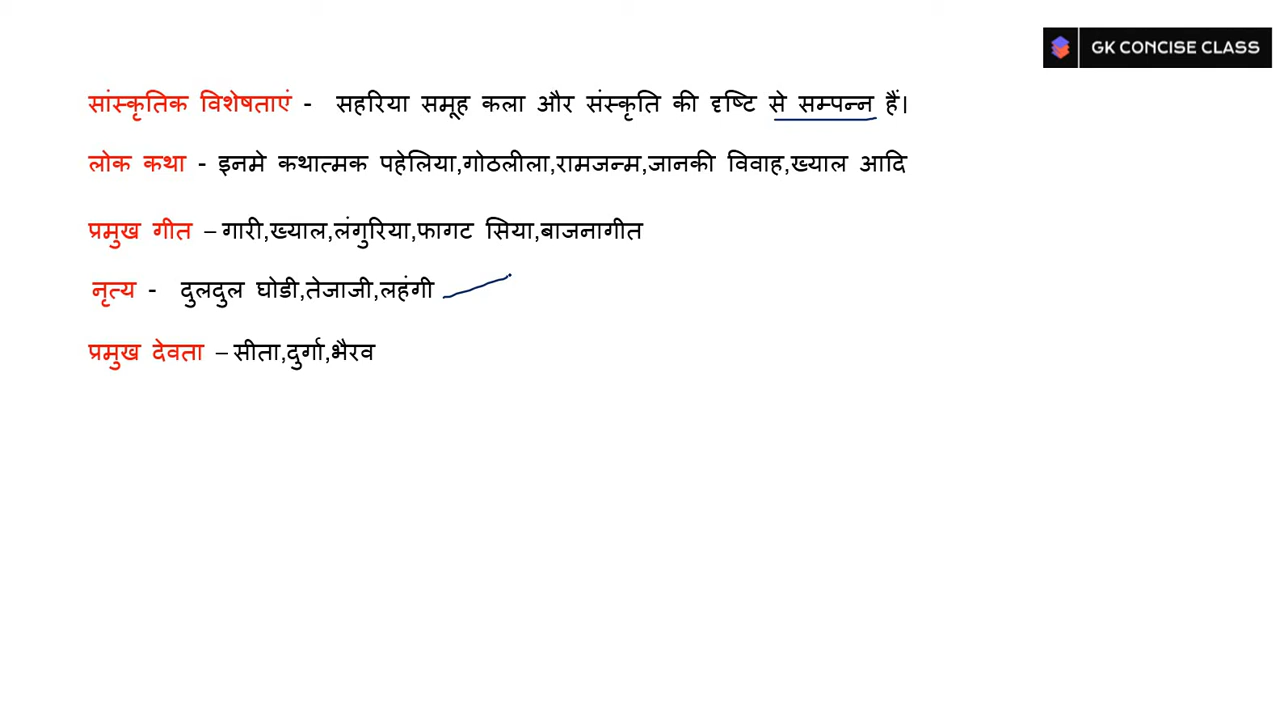 GK CONCISE CLASS
सांस्कृतिक विशेषताएं - सहरिया समूह कला और संस्कृति की दृष्टि से सम्पन्न हैं।
लोक कथा - इनमे कथात्मक पहेलिया,गोठलीला,रामजन्म,जानकी विवाह,ख्याल आदि
प्रमुख गीत – गारी,ख्याल,लंगुरिया,फागट सिया,बाजनागीत
नृत्य - दुलदुल घोडी,तेजाजी,लहंगी
प्रमुख देवता – सीता,दुर्गा,भैरव